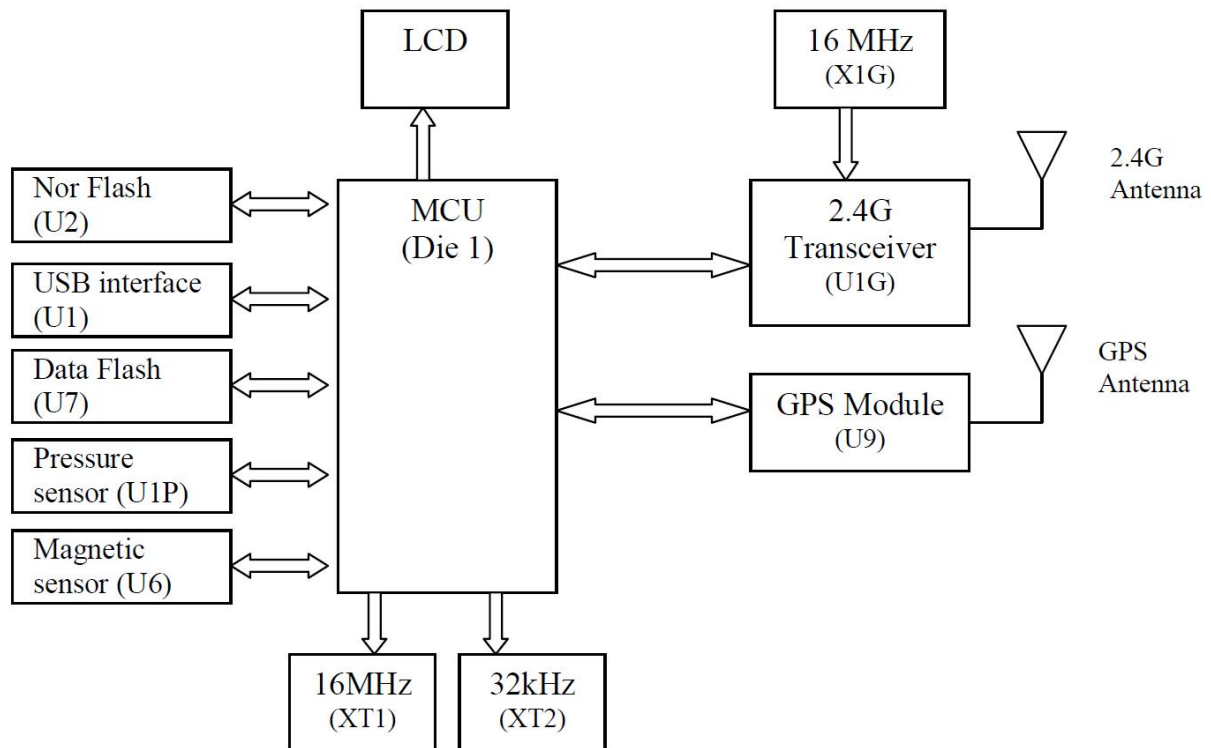 LCD
16 MHz
(X1G)
2.4G
Antenna
Nor Flash
(U2)
MCU
(Die 1)
2.4G
Transceiver
(U1G)
USB interface
(U1)
Data Flash
(U7)
GPS
Antenna
GPS Module
(U9)
Pressure
sensor (U1P)
Magnetic
sensor (U6)
16MHz
(XT1)
32kHz
(XT2)